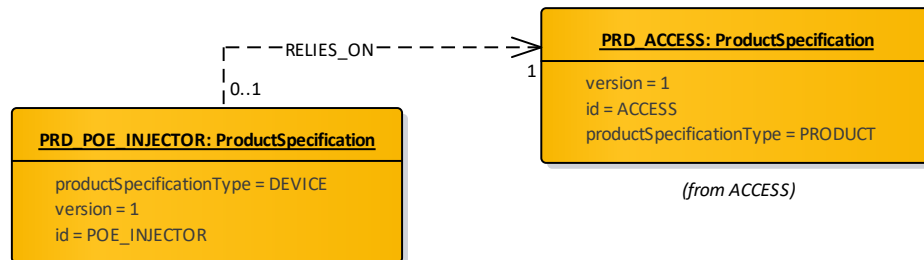 PRD_ACCESS: ProductSpecification
version = 1
id = ACCESS
productSpecificationType = PRODUCT
(from ACCESS)
RELIES_ON
1
0..1
PRD_POE_INJECTOR: ProductSpecification
productSpecificationType = DEVICE
version = 1
id = POE_INJECTOR